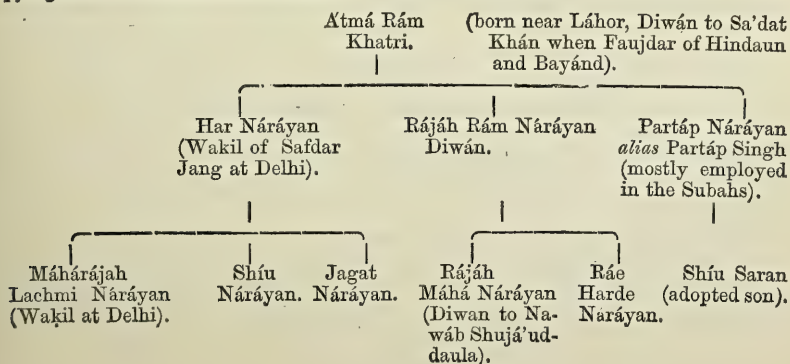 Átmá Rám (born near Láhor, Diwán to Sa'dat
Khatri. Khán when Faujdar of Hindaun
and Bayánd).
Har Náráyan Rájáh Rám Náráyan Partáp Náráyan
(Wakil of Safdar Diwán. alias Partáp Singh
Jang at Delhi). (mostly employed
in the Subahs).
Máhárájah Shíu Jagat Rájáh Ráe Shíu Saran
Lachmi Náráyan Náráyan. Náráyan. Máhá Náráyan Harde (adopted son).
(Wakil at Delhi). (Diwan to Na- Naráyan.
wáb Shujá'ud-
daula).